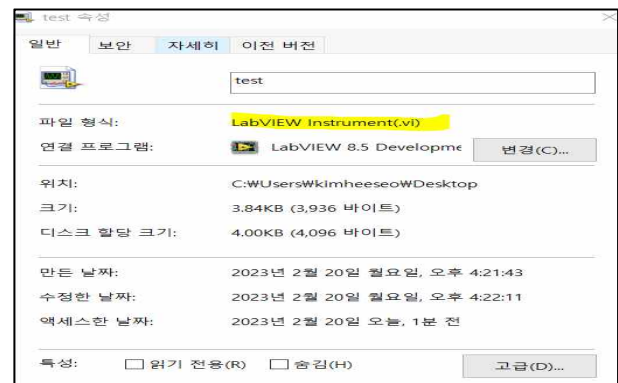 test 속성
일반 보안 자세히 이전 버전
test
파일 형식: LabVIEW Instrument(.vi)
연결 프로그램: LabVIEW 8.5 Developme 변경(C)...
위치: C:₩Users₩kimheeseo₩Desktop
크기: 3.84KB (3,936 바이트)
디스크 할당 크기: 4.00KB (4,096 바이트)
만든 날짜: 2023년 2월 20일 월요일, 오후 4:21:43
수정한 날짜: 2023년 2월 20일 월요일, 오후 4:22:11
액세스한 날짜: 2023년 2월 20일 오늘, 1분 전
특성: 읽기 전용(R) 숨김(H) 고급(D)...